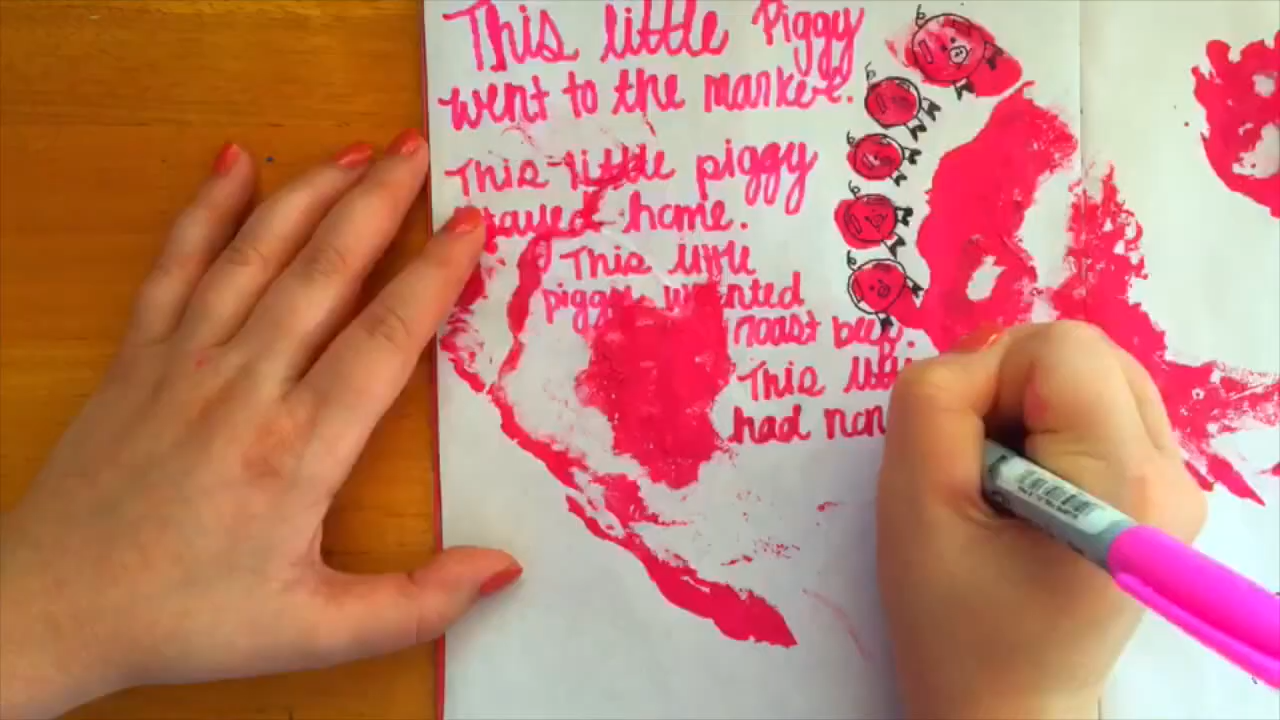 This little Piggy
went to the market.
This little piggy
stayed home.
This little
piggy wanted
roast beef.
This
had